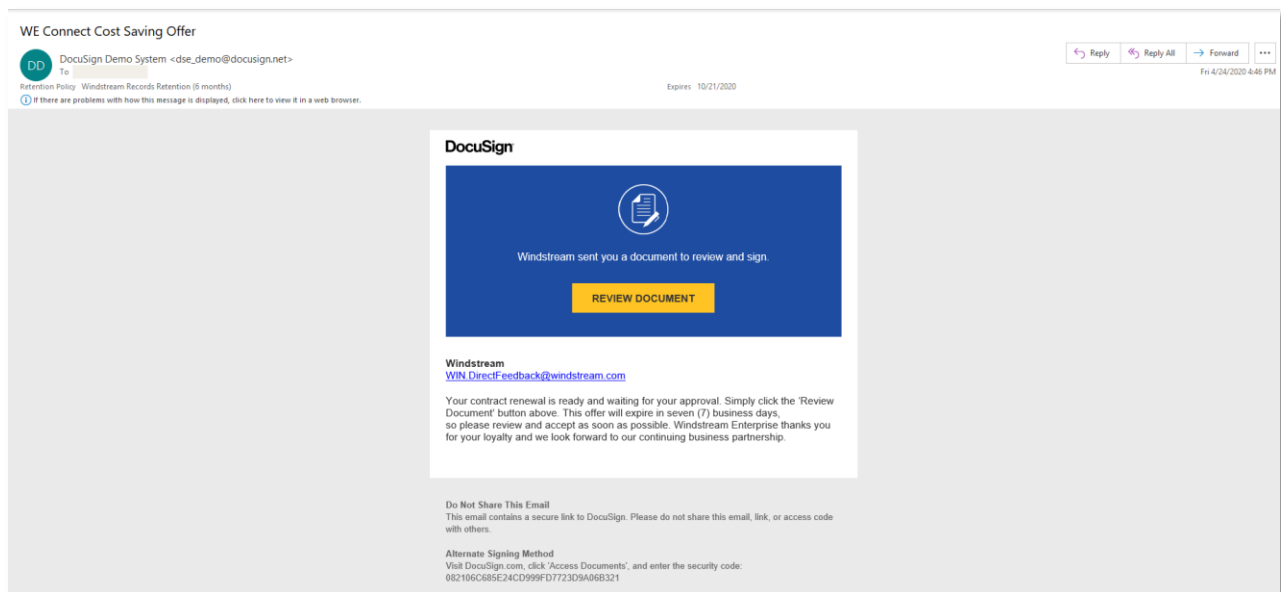 WE Connect Cost Saving Offer
DD
DocuSign Demo System <dse_demo@docusign.net>
To
Reply
Reply All
Forward
Fri 4/24/2020 4:46 PM
Retention Policy Windstream Records Retention (6 months)
Expires 10/21/2020
If there are problems with how this message is displayed, click here to view it in a web browser.
DocuSign
Windstream sent you a document to review and sign.
REVIEW DOCUMENT
Windstream
WIN.DirectFeedback@windstream.com
Your contract renewal is ready and waiting for your approval. Simply click the 'Review
Document' button above. This offer will expire in seven (7) business days,
so please review and accept as soon as possible. Windstream Enterprise thanks you
for your loyalty and we look forward to our continuing business partnership.
Do Not Share This Email
This email contains a secure link to DocuSign. Please do not share this email, link, or access code
with others.
Alternate Signing Method
Visit DocuSign.com, click 'Access Documents', and enter the security code:
082106C685E24CD999FD7723D9A06B321